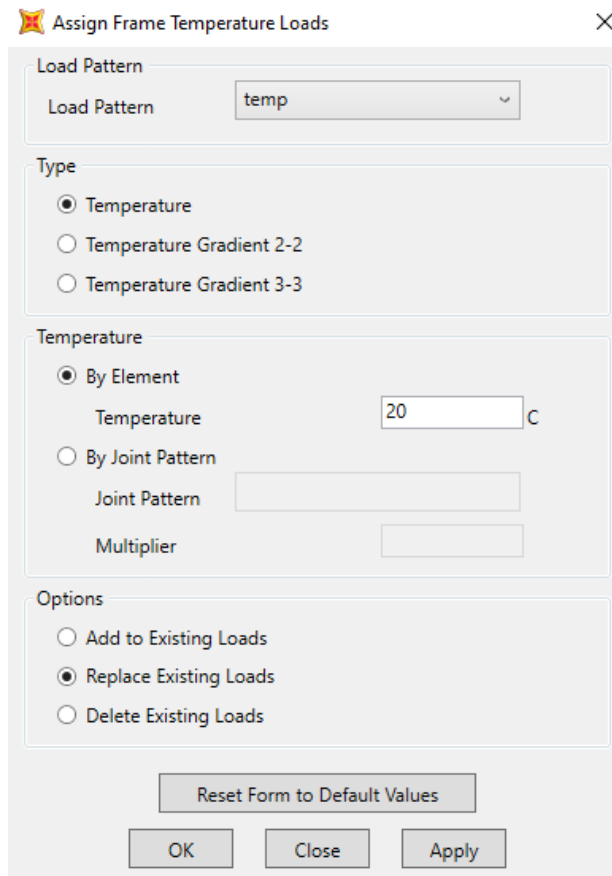 Assign Frame Temperature Loads
Load Pattern
Load Pattern temp
Type
Temperature
Temperature Gradient 2-2
Temperature Gradient 3-3
Temperature
By Element
Temperature 20 C
By Joint Pattern
Joint Pattern
Multiplier
Options
Add to Existing Loads
Replace Existing Loads
Delete Existing Loads
Reset Form to Default Values
OK Close Apply